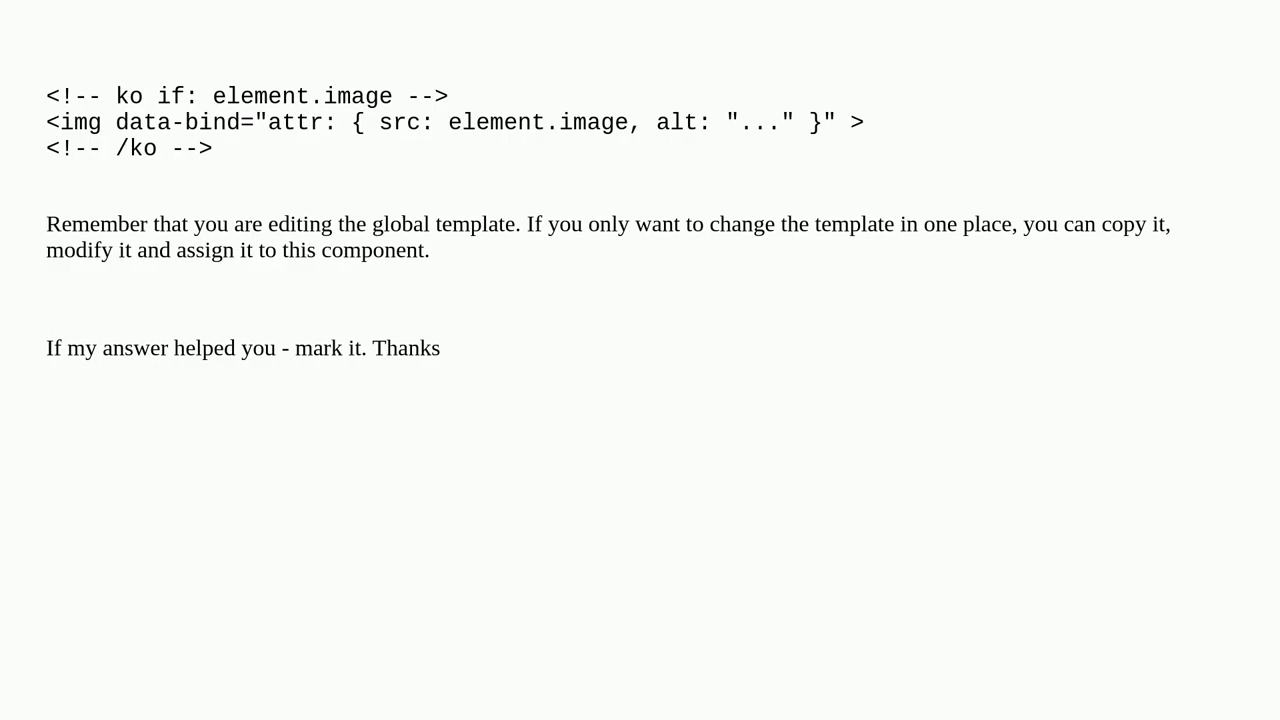 <!-- ko if: element.image -->
<img data-bind="attr: { src: element.image, alt: "..." }" >
<!-- /ko -->
Remember that you are editing the global template. If you only want to change the template in one place, you can copy it,
modify it and assign it to this component.
If my answer helped you - mark it. Thanks